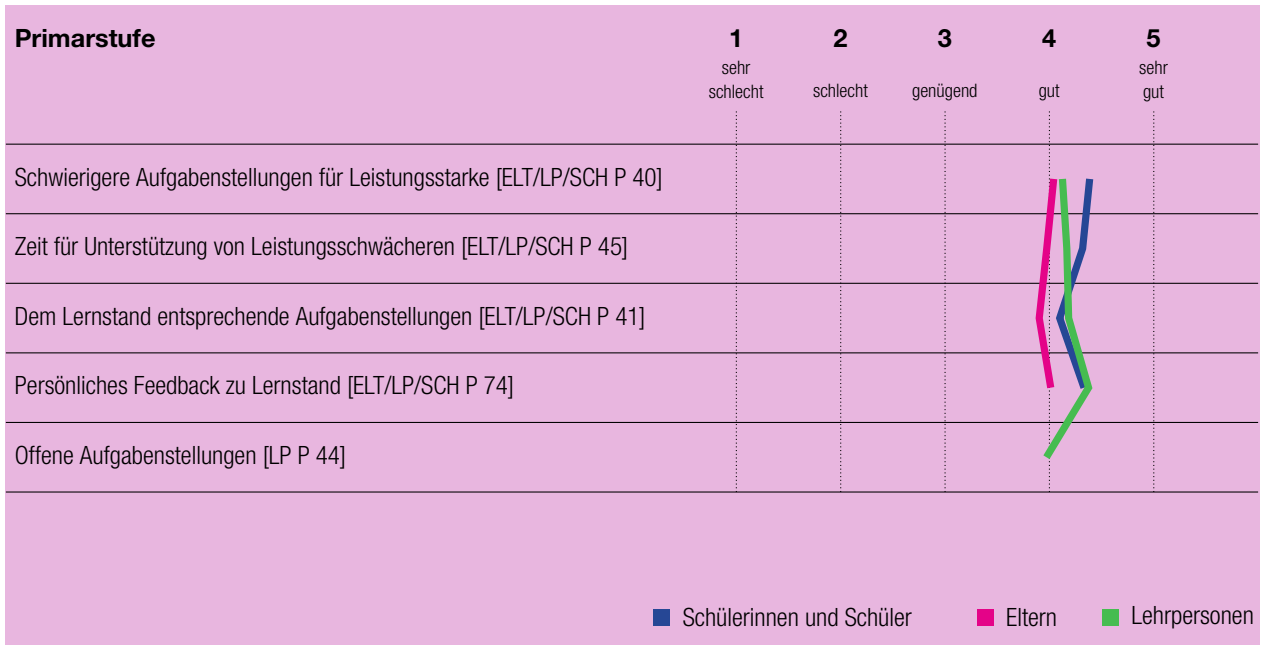 Primarstufe 1 2 3 4 5
sehr sehr
schlecht schlecht genügend gut gut
Schwierigere Aufgabenstellungen für Leistungsstarke [ELT/LP/SCH P 40]
Zeit für Unterstützung von Leistungsschwächeren [ELT/LP/SCH P 45]
Dem Lernstand entsprechende Aufgabenstellungen [ELT/LP/SCH P 41]
Persönliches Feedback zu Lernstand [ELT/LP/SCH P 74]
Offene Aufgabenstellungen [LP P 44]
Schülerinnen und Schüler Eltern Lehrpersonen